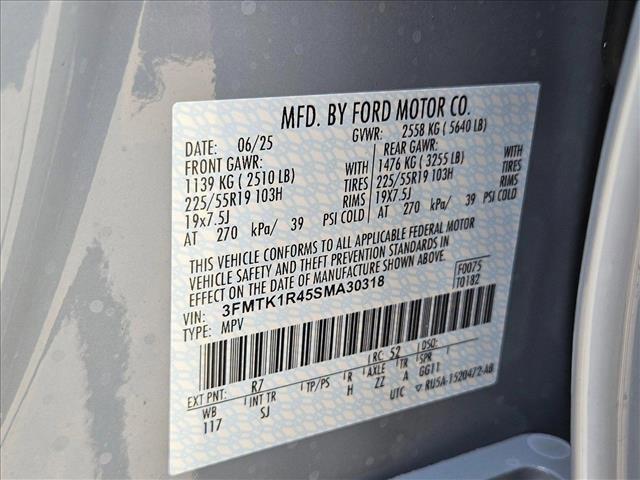 MFD. BY FORD MOTOR CO.
DATE: 06/25 GVWR: 2558 KG ( 5640 LB)
FRONT GAWR: REAR GAWR:
1139 KG ( 2510 LB) WITH 1476 KG ( 3255 LB) WITH
225/55R19 103H TIRES 225/55R19 103H TIRES
19x7.5J RIMS 19x7.5J RIMS
AT 270 kPa/ 39 PSI COLD AT 270 kPa/ 39 PSI COLD
THIS VEHICLE CONFORMS TO ALL APPLICABLE FEDERAL MOTOR
VEHICLE SAFETY AND THEFT PREVENTION STANDARDS IN
EFFECT ON THE DATE OF MANUFACTURE SHOWN ABOVE.
VIN: 3FMTK1R45SMA30318 F0075
TYPE: MPV T0182
EXT PNT: R7 RC: 52 DSO:
WB INT TR TP/PS R AXLE TR SPR
117 SJ H ZZ A GG11
UTC RU5A-1520472-AB